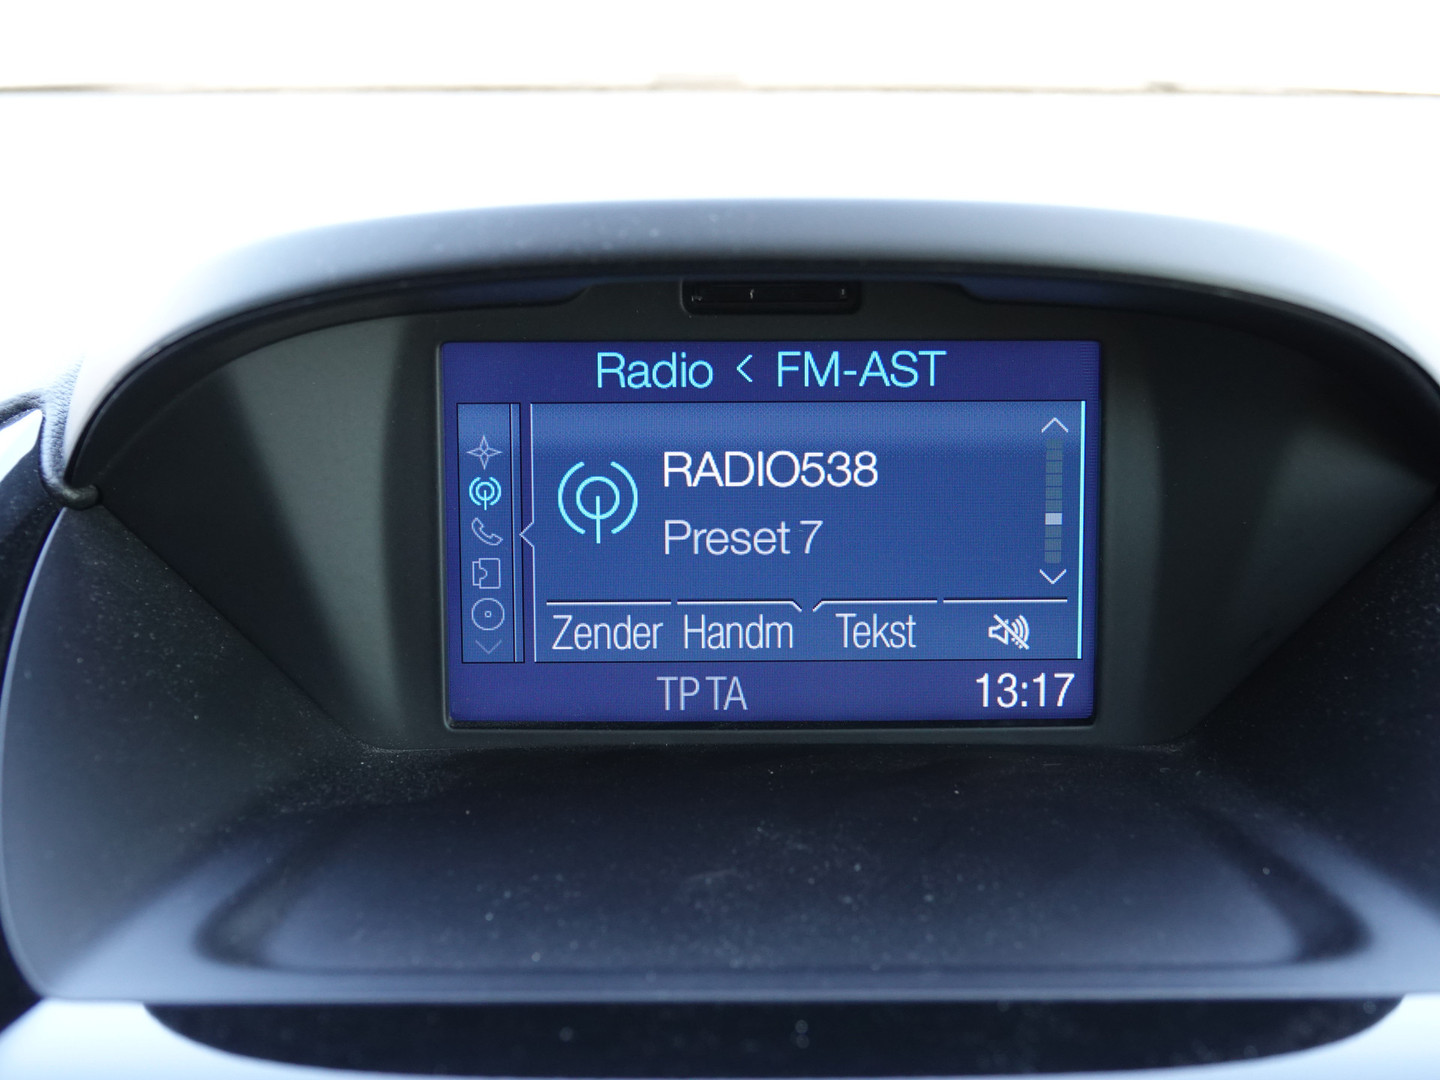 Radio < FM-AST
RADIO538
Preset 7
Zender Handm Tekst
TP TA 13:17